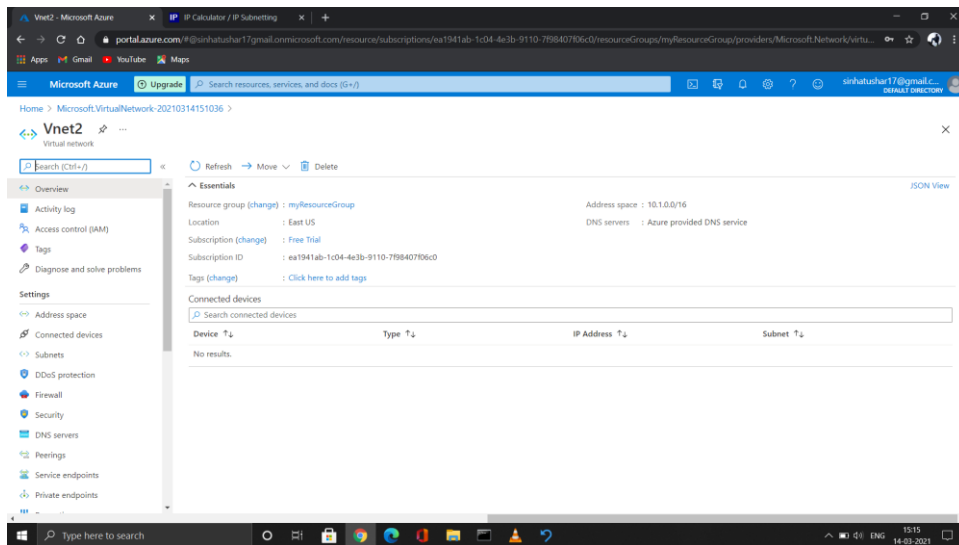 Vnet2 - Microsoft Azure
IP Calculator / IP Subnetting
portal.azure.com/#@sinhatushar17gmail.onmicrosoft.com/resource/subscriptions/ea1941ab-1c04-4e3b-9110-7f98407f06c0/resourceGroups/myResourceGroup/providers/Microsoft.Network/virtu...
Apps Gmail YouTube Maps
Microsoft Azure Upgrade Search resources, services, and docs (G+/) sinhatushar17@gmail.c...
DEFAULT DIRECTORY
Home > Microsoft.VirtualNetwork-20210314151036 >
Vnet2 ...
Virtual network
Search (Ctrl+/)
«
Overview
Activity log
Access control (IAM)
Tags
Diagnose and solve problems
Settings
Address space
Connected devices
Subnets
DDoS protection
Firewall
Security
DNS servers
Peerings
Service endpoints
Private endpoints
Refresh Move Delete
Essentials JSON View
Resource group (change) : myResourceGroup
Location : East US
Subscription (change) : Free Trial
Subscription ID : ea1941ab-1c04-4e3b-9110-7f98407f06c0
Tags (change) : Click here to add tags
Address space : 10.1.0.0/16
DNS servers : Azure provided DNS service
Connected devices
Search connected devices
Device ↑↓ Type ↑↓ IP Address ↑↓ Subnet ↑↓
No results.
Type here to search
ENG
15:15
14-03-2021